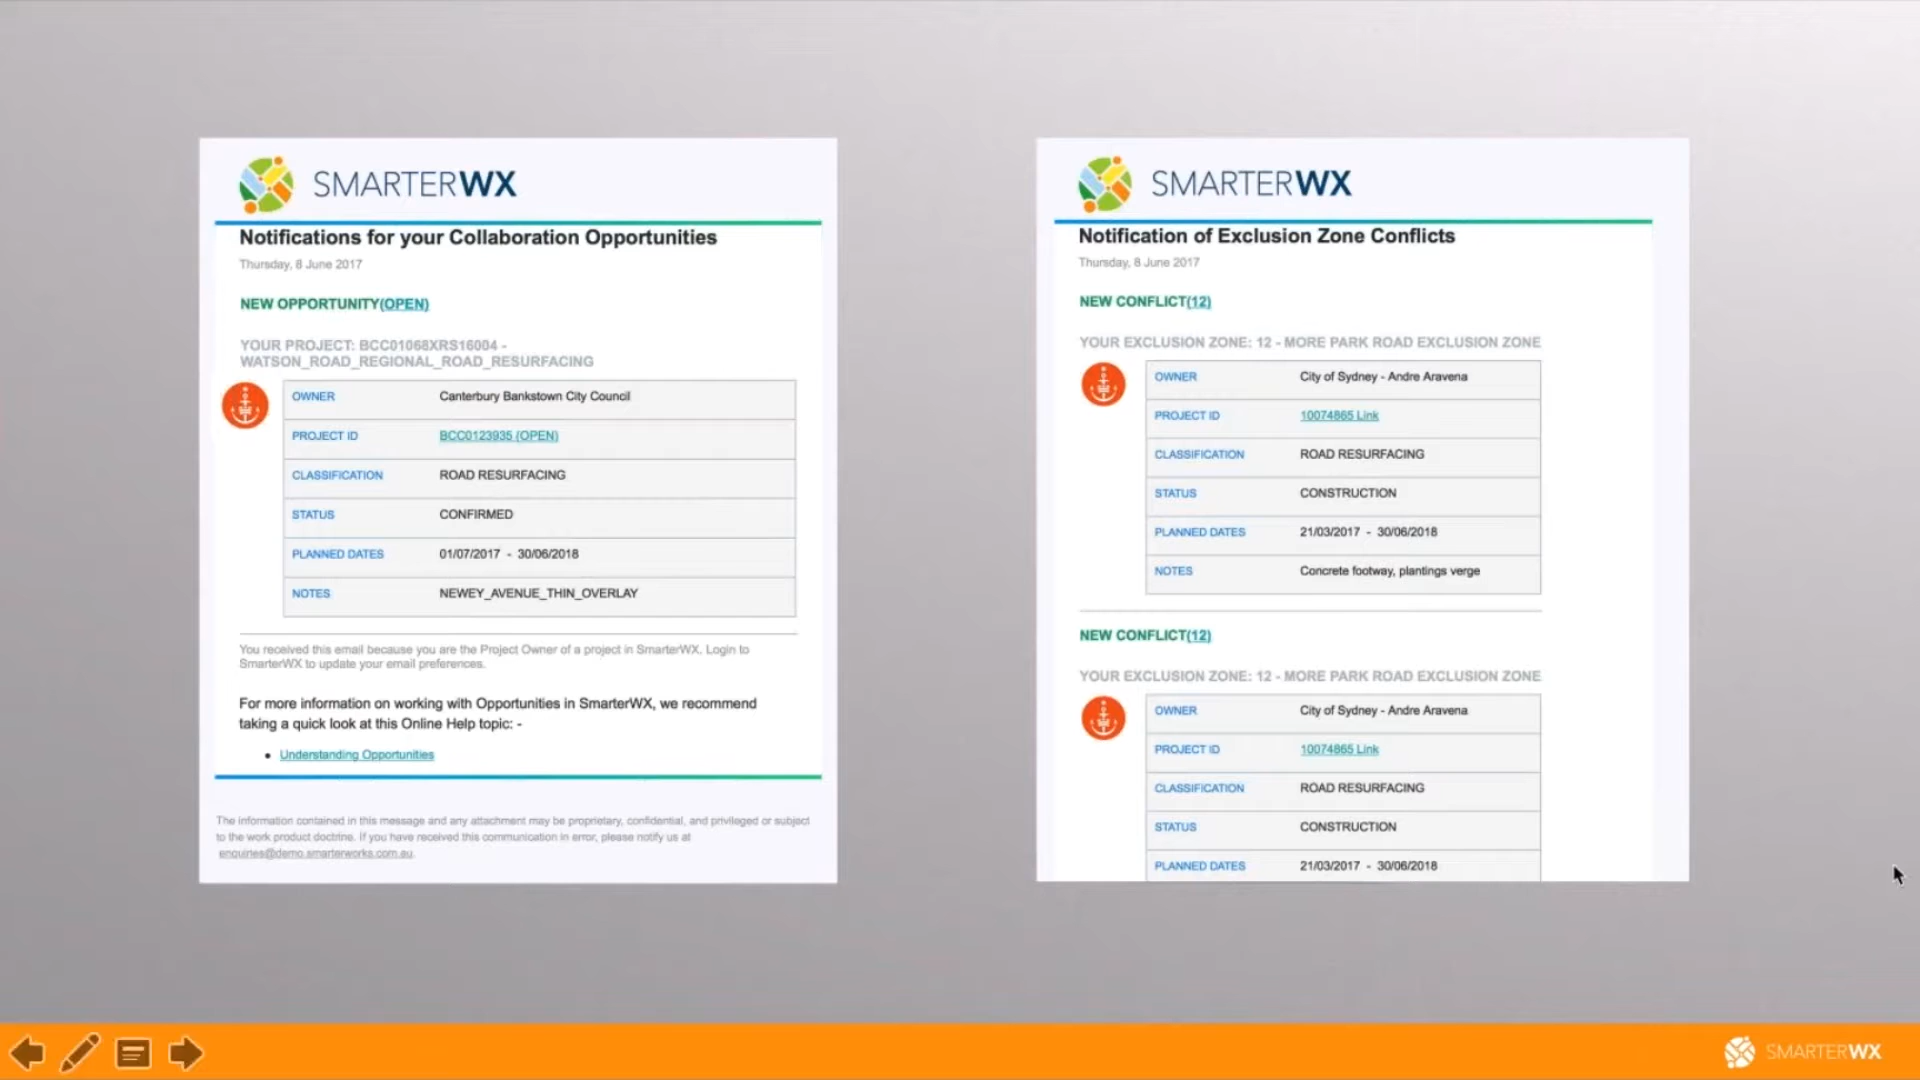 SMARTERWX
Notifications for your Collaboration Opportunities
Thursday, 8 June 2017
NEW OPPORTUNITY(OPEN)
YOUR PROJECT: BCC01068XRS16004 -
WATSON_ROAD_REGIONAL_ROAD_RESURFACING
OWNER Canterbury Bankstown City Council
PROJECT ID BCC0123935 (OPEN)
CLASSIFICATION ROAD RESURFACING
STATUS CONFIRMED
PLANNED DATES 01/07/2017 - 30/06/2018
NOTES NEWEY_AVENUE_THIN_OVERLAY
You received this email because you are the Project Owner of a project in SmarterWX. Login to
SmarterWX to update your email preferences.
For more information on working with Opportunities in SmarterWX, we recommend
taking a quick look at this Online Help topic: -
• Understanding Opportunities
The information contained in this message and any attachment may be proprietary, confidential, and privileged or subject
to the work product doctrine. If you have received this communication in error, please notify us at
enquiries@demo.smarterworks.com.au.
SMARTERWX
Notification of Exclusion Zone Conflicts
Thursday, 8 June 2017
NEW CONFLICT(12)
YOUR EXCLUSION ZONE: 12 - MORE PARK ROAD EXCLUSION ZONE
OWNER City of Sydney - Andre Aravena
PROJECT ID 10074865 Link
CLASSIFICATION ROAD RESURFACING
STATUS CONSTRUCTION
PLANNED DATES 21/03/2017 - 30/06/2018
NOTES Concrete footway, plantings verge
NEW CONFLICT(12)
YOUR EXCLUSION ZONE: 12 - MORE PARK ROAD EXCLUSION ZONE
OWNER City of Sydney - Andre Aravena
PROJECT ID 10074865 Link
CLASSIFICATION ROAD RESURFACING
STATUS CONSTRUCTION
PLANNED DATES 21/03/2017 - 30/06/2018
SMARTERWX